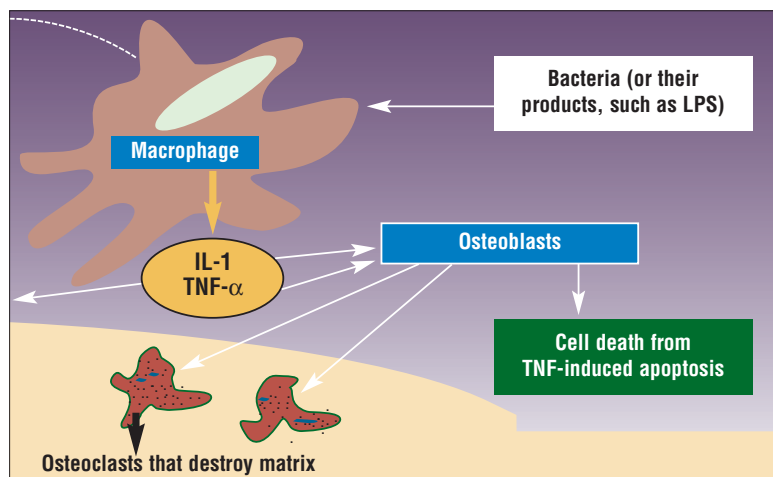 Bacteria (or their
products, such as LPS)
Macrophage
IL-1
TNF-α
Osteoblasts
Cell death from
TNF-induced apoptosis
Osteoclasts that destroy matrix